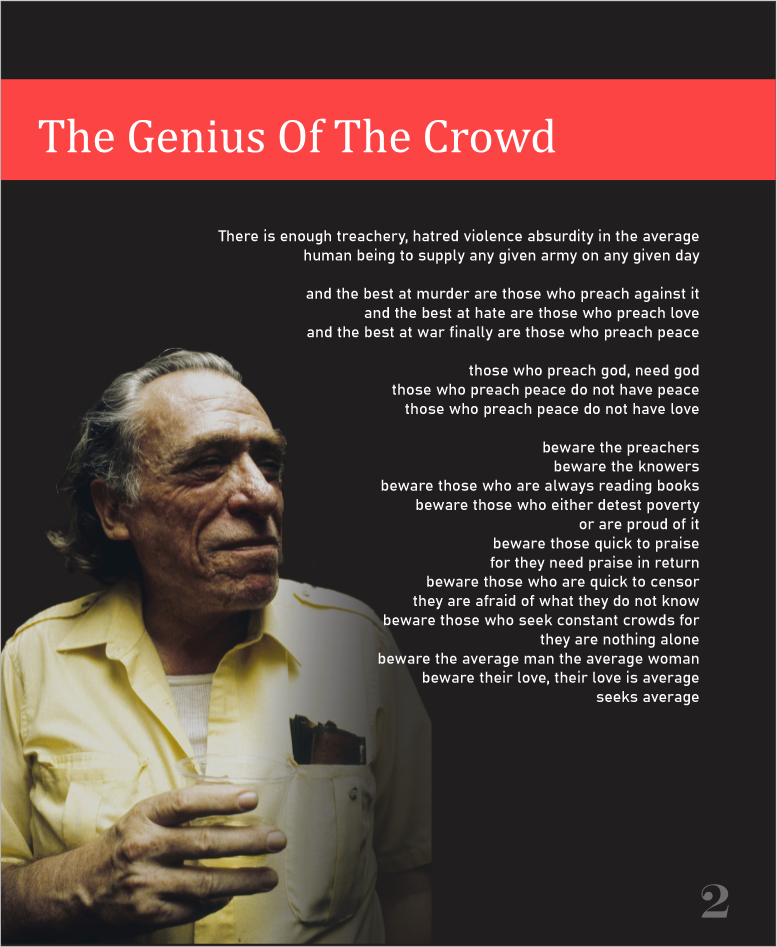 The Genius Of The Crowd
There is enough treachery, hatred violence absurdity in the average
human being to supply any given army on any given day
and the best at murder are those who preach against it
and the best at hate are those who preach love
and the best at war finally are those who preach peace
those who preach god, need god
those who preach peace do not have peace
those who preach peace do not have love
beware the preachers
beware the knowers
beware those who are always reading books
beware those who either detest poverty
or are proud of it
beware those quick to praise
for they need praise in return
beware those who are quick to censor
they are afraid of what they do not know
beware those who seek constant crowds for
they are nothing alone
beware the average man the average woman
beware their love, their love is average
seeks average
2